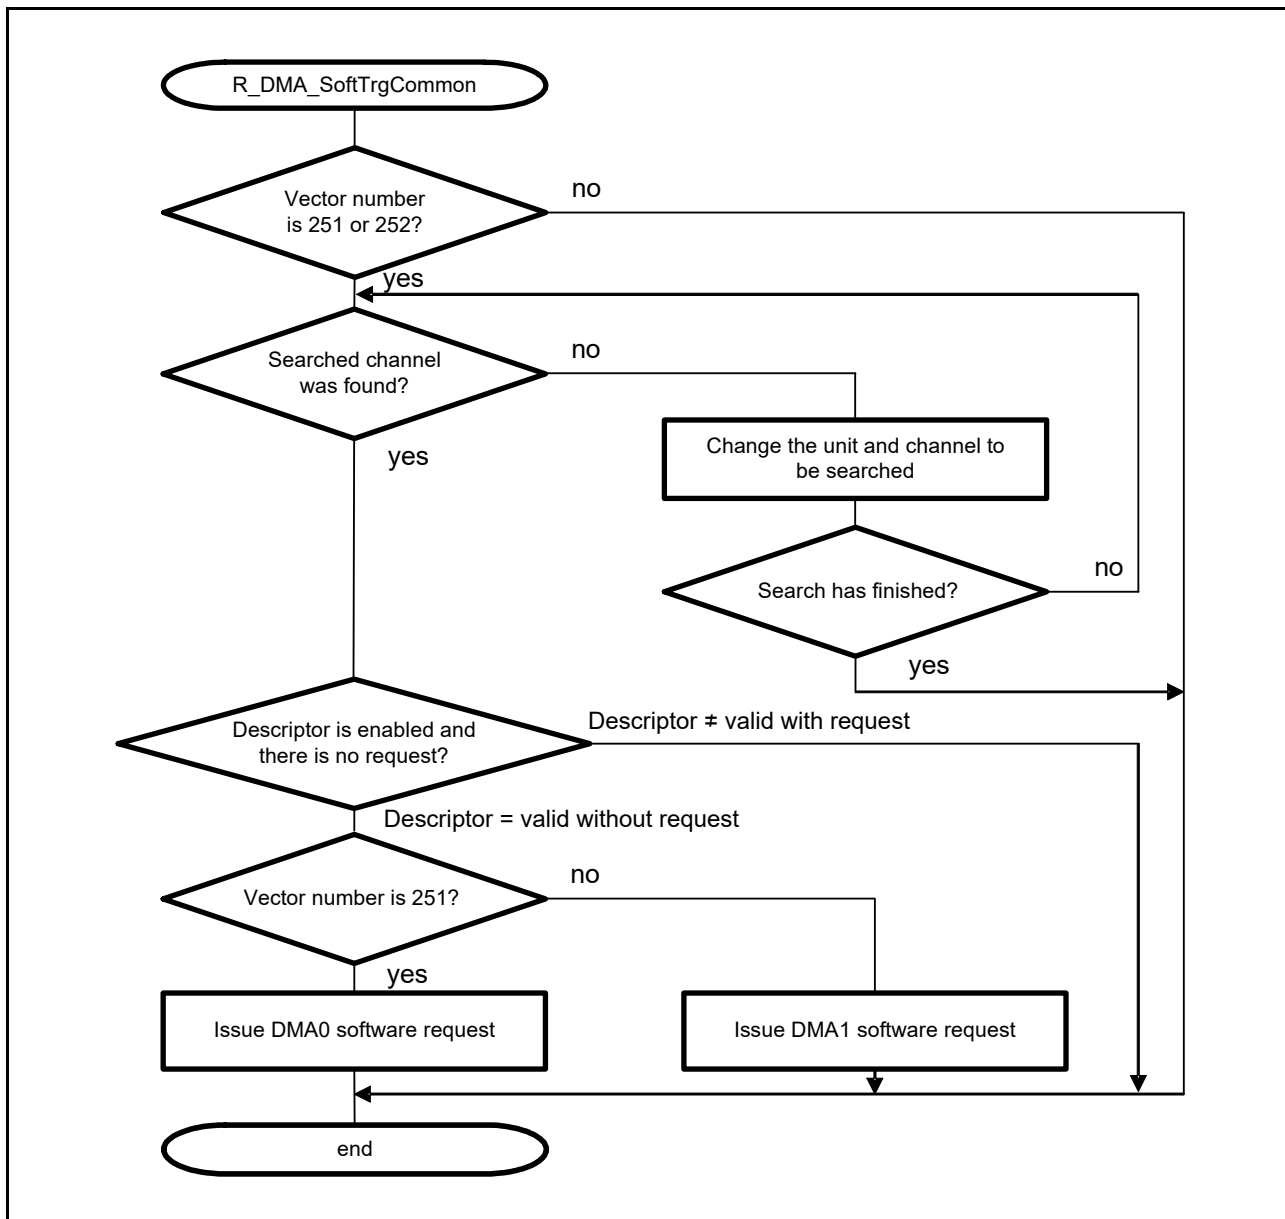 R_DMA_SoftTrgCommon
Vector number
is 251 or 252?
no
yes
Searched channel
was found?
no
yes
Change the unit and channel to
be searched
Search has finished?
no
yes
Descriptor is enabled and
there is no request?
Descriptor ≠ valid with request
Descriptor = valid without request
Vector number is 251?
no
yes
Issue DMA0 software request
Issue DMA1 software request
end